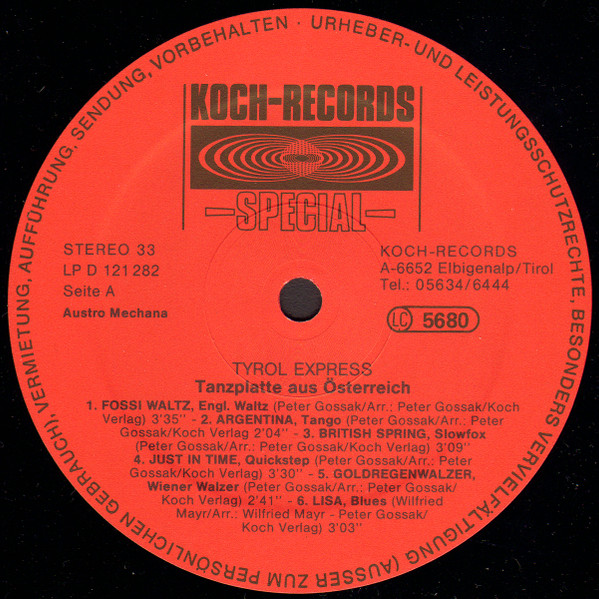 URHEBER- UND LEISTUNGSSCHUTZRECHTE, BESONDERS VERVIELFÄLTIGUNG (AUSSER ZUM PERSÖNLICHEN GEBRAUCH), VERMIETUNG, AUFFÜHRUNG, SENDUNG, VORBEHALTEN ·
KOCH-RECORDS
-SPECIAL-
STEREO 33
LP D 121 282
Seite A
Austro Mechana
KOCH-RECORDS
A-6652 Elbigenalp/Tirol
Tel.: 05634/6444
LC 5680
TYROL EXPRESS
Tanzplatte aus Österreich
1. FOSSI WALTZ, Engl. Waltz (Peter Gossak/Arr.: Peter Gossak/Koch
Verlag) 3'35" - 2. ARGENTINA, Tango (Peter Gossak/Arr.: Peter
Gossak/Koch Verlag 2'04" - 3. BRITISH SPRING, Slowfox
(Peter Gossak/Arr.: Peter Gossak/Koch Verlag) 3'09"
4. JUST IN TIME, Quickstep (Peter Gossak/Arr.: Peter
Gossak/Koch Verlag) 3'30" - 5. GOLDREGENWALZER,
Wiener Walzer (Peter Gossak/Arr.: Peter Gossak/
Koch Verlag) 2'41" - 6. LISA, Blues (Wilfried
Mayr/Arr.: Wilfried Mayr - Peter Gossak/
Koch Verlag) 3'03"